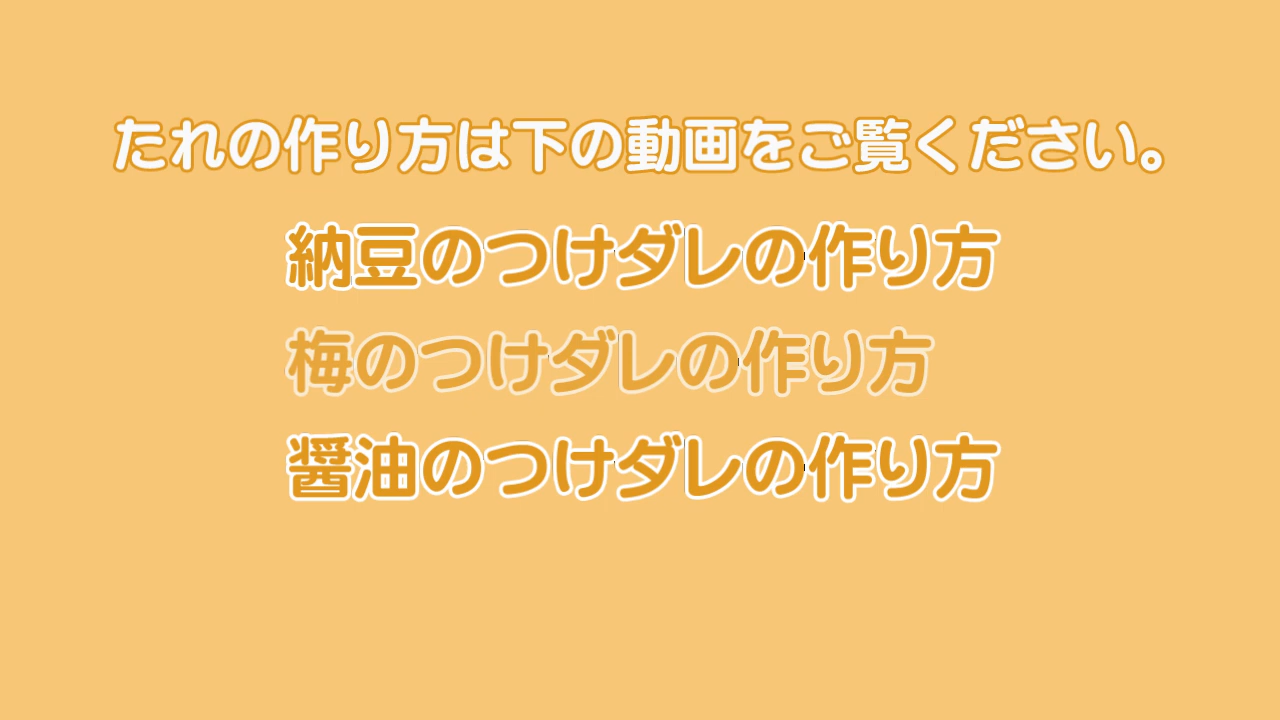 たれの作り方は下の動画をご覧ください。
納豆のつけダレの作り方
梅のつけダレの作り方
醤油のつけダレの作り方